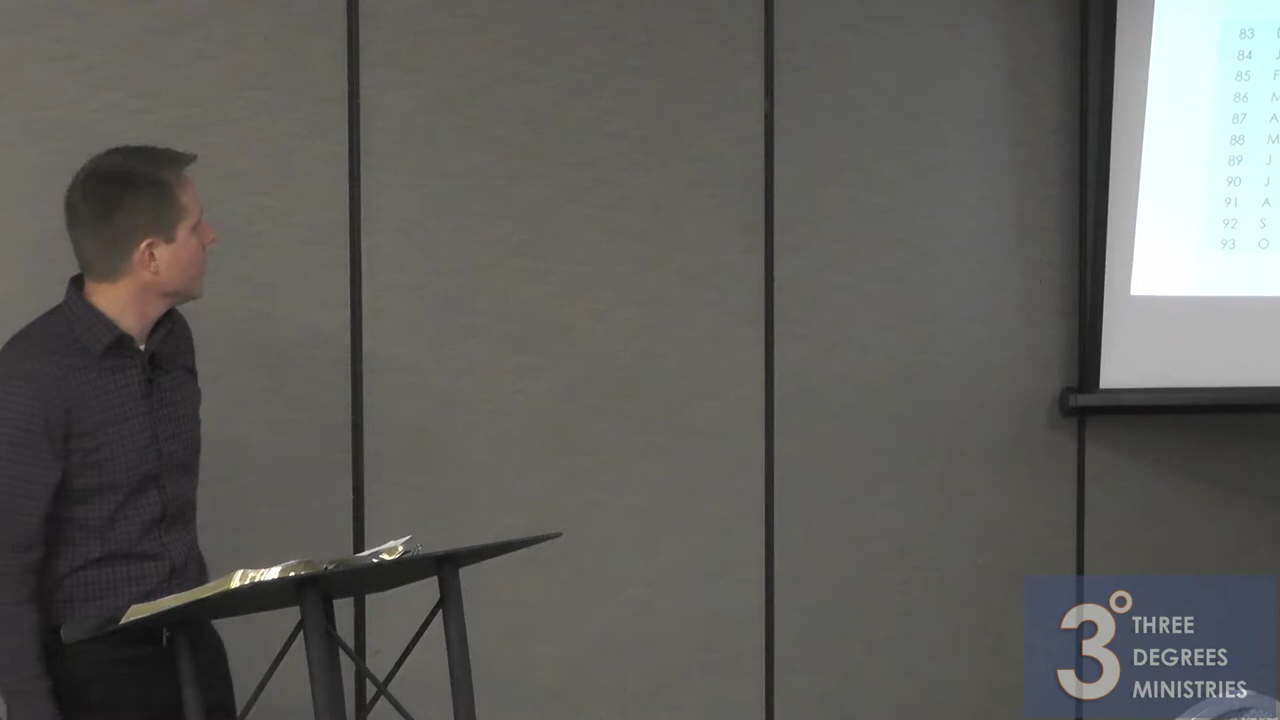 83
84 J
85 F
86 M
87 A
88 M
89 J
90 J
91 A
92 S
93 O
3° THREE
DEGREES
MINISTRIES